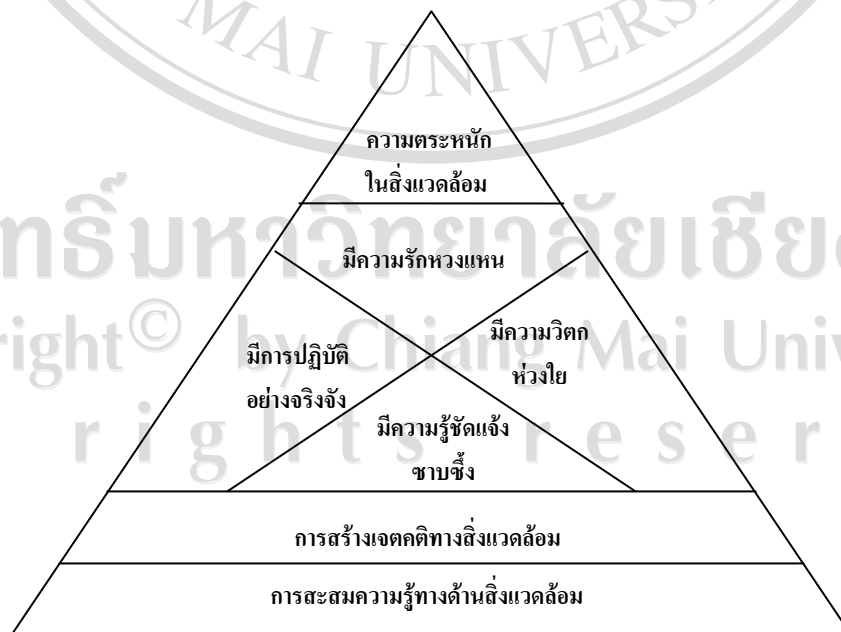 MAI UNIVERS
ความตระหนัก
ในสิ่งแวดล้อม
ทธิ์มหาวิทยาลัยเชีย
มีความรักหวงแหน
right© by Chiang Mai Univ
มีความวิตก
ห่วงใย
มีการปฏิบัติ
อย่างจริงจัง
มีความรู้ชัดแจ้ง
ซาบซึ้ง
rights reser
การสร้างเจตคติทางสิ่งแวดล้อม
การสะสมความรู้ทางด้านสิ่งแวดล้อม